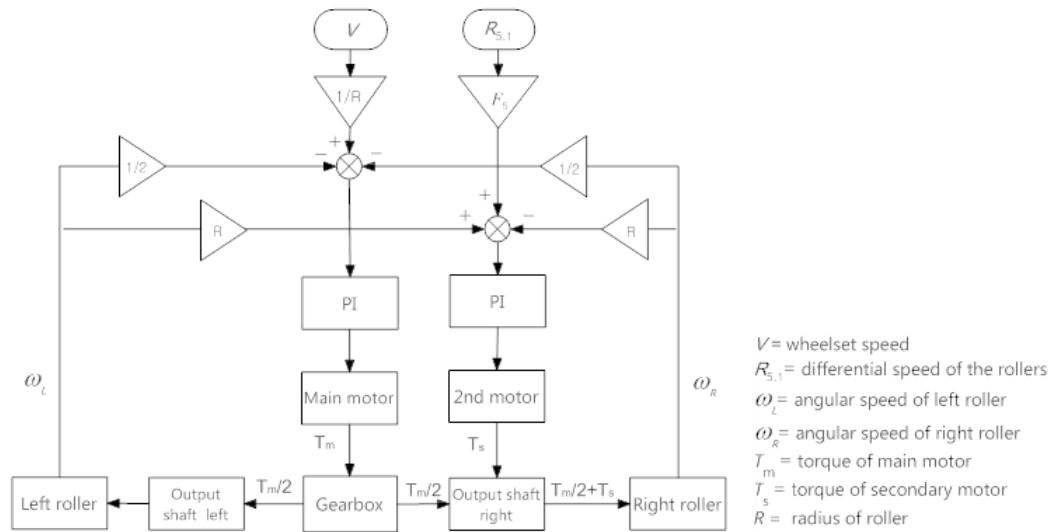 V
R5.1
1/R
F5
+
−
−
1/2
1/2
+
+
−
R
R
PI
PI
ωL
ωR
Main motor
2nd motor
Tm
Ts
Left roller
Output shaft left
Tm/2
Gearbox
Tm/2
Output shaft right
Tm/2+Ts
Right roller
V = wheelset speed
R5.1 = differential speed of the rollers
ωL = angular speed of left roller
ωR = angular speed of right roller
Tm = torque of main motor
Ts = torque of secondary motor
R = radius of roller